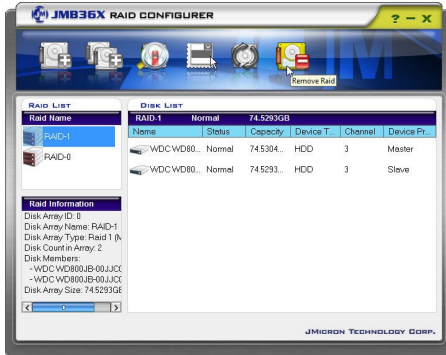 JMB36X RAID CONFIGURER
? - X
Remove Raid
RAID LIST
Raid Name
RAID-1
RAID-0
Raid Information
Disk Array ID: 0
Disk Array Name: RAID-1
Disk Array Type: Raid 1 (M
Disk Count in Array: 2
Disk Members:
- WDC WD800JB-00JJC0
- WDC WD800JB-00JJC0
Disk Array Size: 74.5293GB
DISK LIST
RAID-1 Normal 74.5293GB
Name Status Capacity Device T... Channel Device Pr...
WDC WD80... Normal 74.5304... HDD 3 Master
WDC WD80... Normal 74.5293... HDD 3 Slave
JMICRON TECHNOLOGY CORP.